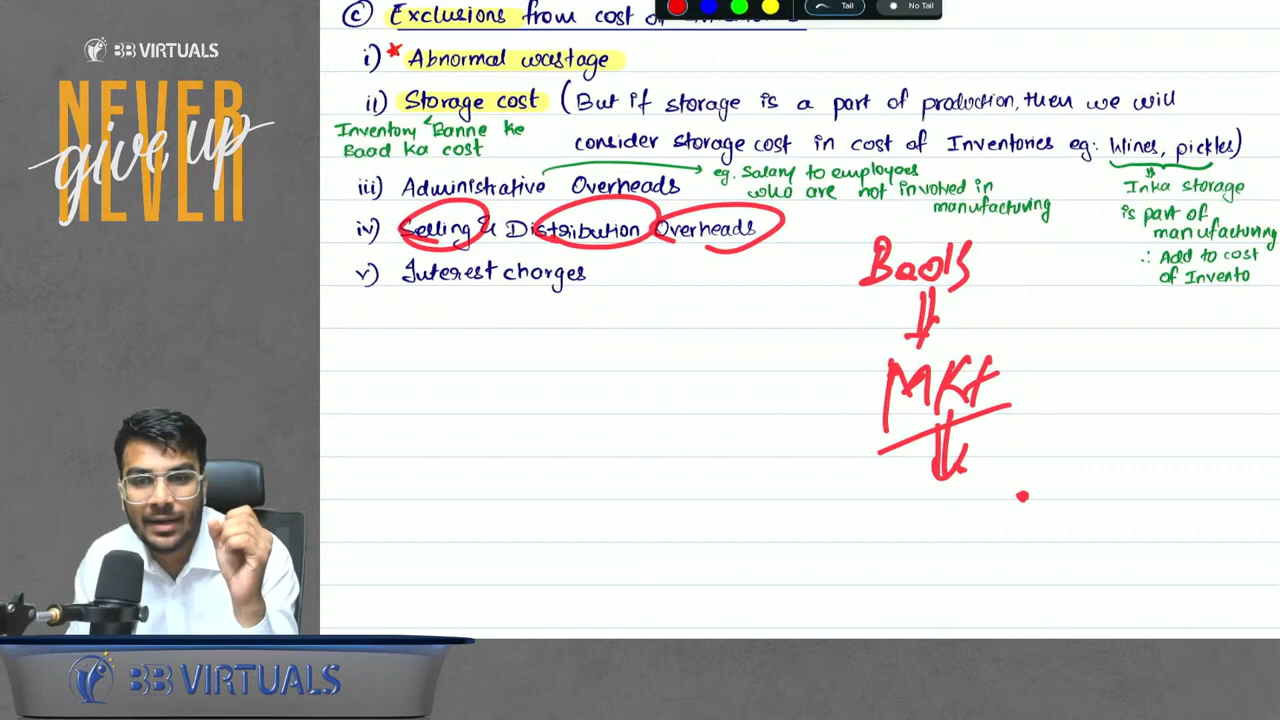 Tail
No Tail
BB VIRTUALS
NEVER
give up
NEVER
C Exclusions from cost of
i) * Abnormal wastage
ii) Storage cost (But if storage is a part of production, then we will
consider storage cost in cost of Inventories eg: Wines, pickles)
Inventory Banne ke
Baad ka cost
Inka storage
is part of
manufacturing
∴ Add to cost
of Invento
iii) Administrative Overheads
eg. Salary to employees
who are not involved in
manufacturing
iv) Selling & Distribution Overheads
v) Interest charges
Books
MKt
BB VIRTUALS